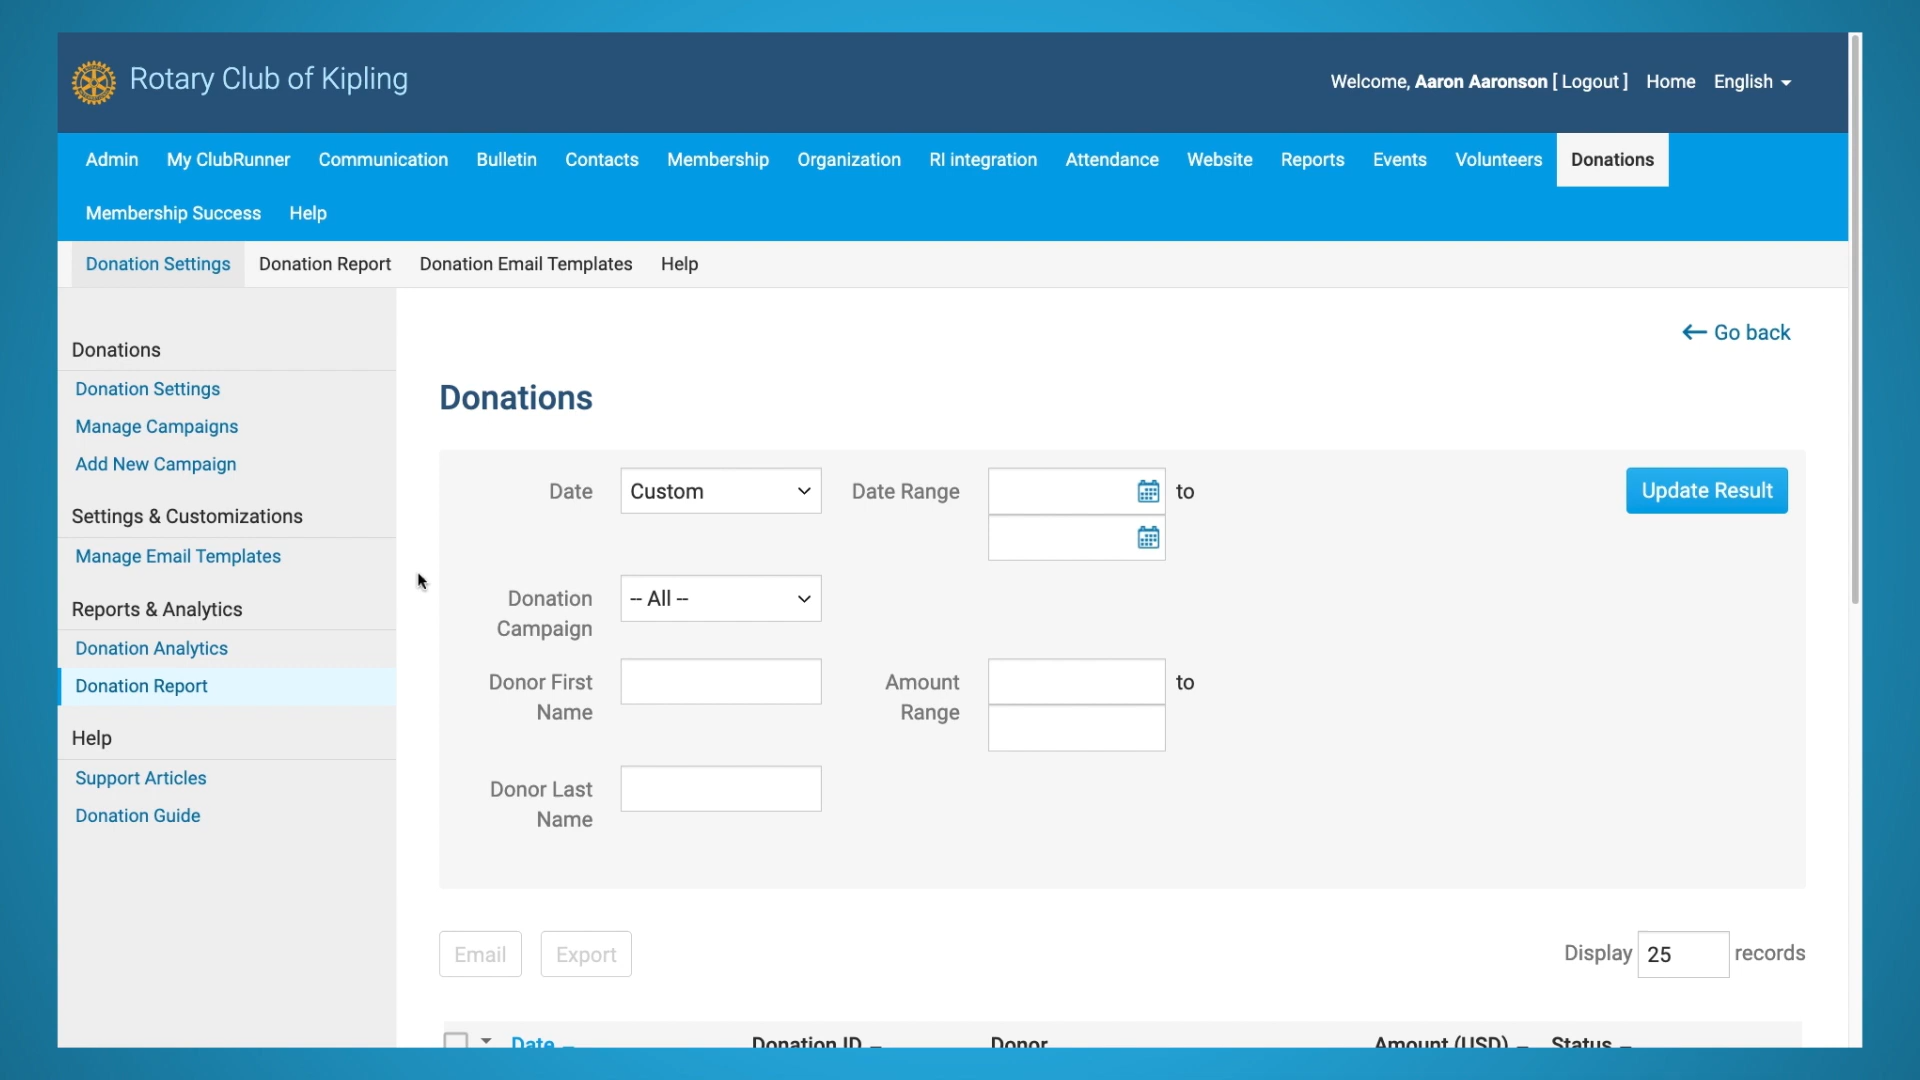 Rotary Club of Kipling
Welcome, Aaron Aaronson [ Logout ] Home English
Admin My ClubRunner Communication Bulletin Contacts Membership Organization RI integration Attendance Website Reports Events Volunteers Donations
Membership Success Help
Donation Settings Donation Report Donation Email Templates Help
Go back
Donations
Donation Settings
Manage Campaigns
Add New Campaign
Settings & Customizations
Manage Email Templates
Reports & Analytics
Donation Analytics
Donation Report
Help
Support Articles
Donation Guide
Donations
Date Custom Date Range to Update Result
Donation
Campaign
-- All --
Donor First
Name
Amount
Range
to
Donor Last
Name
Email Export Display 25 records
Date Donation ID Donor Amount (USD) Status